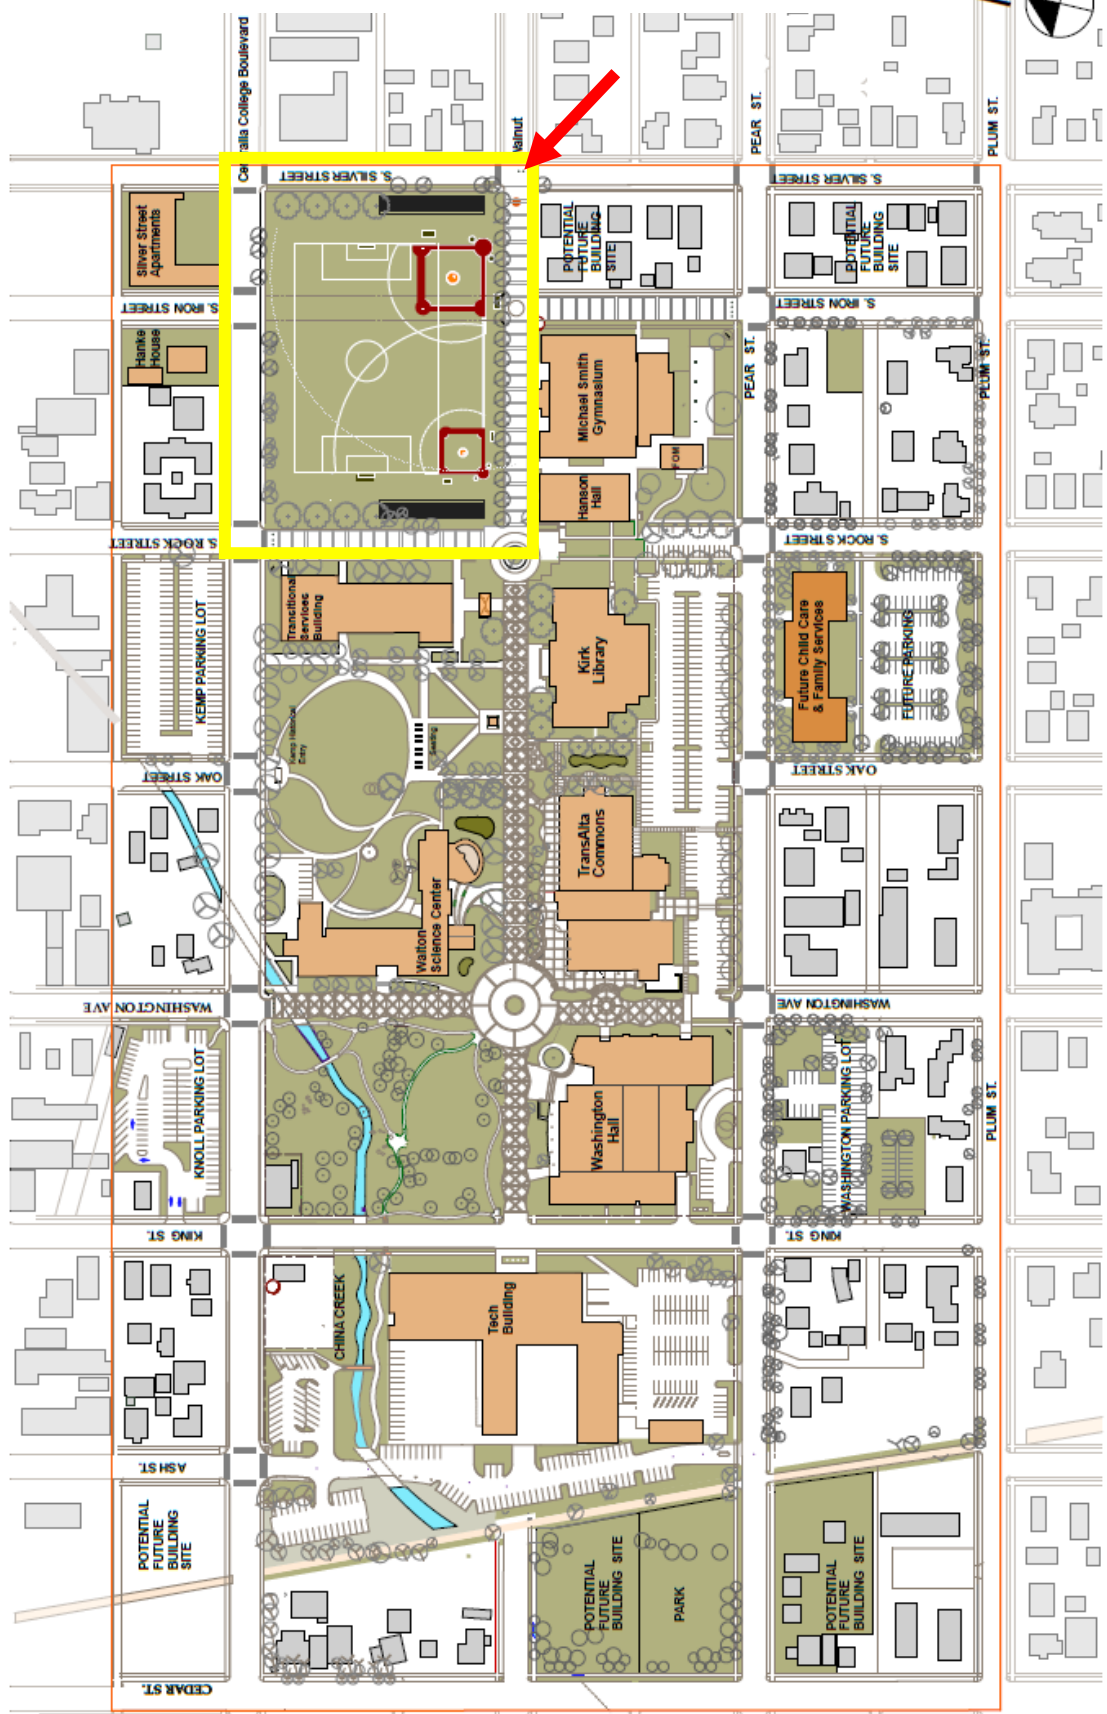 Centralia College Boulevard
Walnut
PEAR ST.
PLUM ST.
S. SILVER STREET
S. SILVER STREET
Silver Street
Apartments
POTENTIAL
FUTURE
BUILDING
SITE
POTENTIAL
FUTURE
BUILDING
SITE
S. IRON STREET
S. IRON STREET
Hanke
House
Michael Smith
Gymnasium
PEAR ST.
PLUM ST.
FOM
Hanson
Hall
S. ROCK STREET
S. ROCK STREET
Transitional
Services
Building
KEMP PARKING LOT
Kirk
Library
Future Child Care
& Family Services
FUTURE PARKING
Kemp Memorial
Entry
Seating
OAK STREET
OAK STREET
TransAlta
Commons
Walton
Science Center
WASHINGTON AVE
WASHINGTON AVE
KNOLL PARKING LOT
Washington
Hall
WASHINGTON PARKING LOT
PLUM ST.
KING ST.
KING ST.
CHINA CREEK
Tech
Building
ASH ST.
POTENTIAL
FUTURE
BUILDING
SITE
POTENTIAL
FUTURE
BUILDING SITE
PARK
POTENTIAL
FUTURE
BUILDING SITE
CEDAR ST.